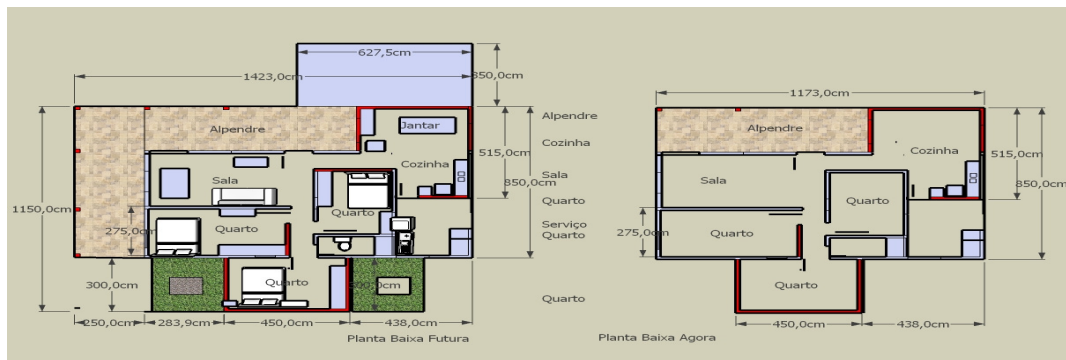 627,5cm
1423,0cm
350,0cm
Alpendre
Jantar
Cozinha
515,0cm
850,0cm
Sala
1150,0cm
Quarto
275,0cm
Quarto
300,0cm
Quarto
250,0cm
283,9cm
450,0cm
438,0cm
Planta Baixa Futura
Alpendre
Cozinha
Sala
Quarto
Serviço
Quarto
Quarto
1173,0cm
Alpendre
Cozinha
515,0cm
850,0cm
Sala
Quarto
275,0cm
Quarto
Quarto
450,0cm
438,0cm
Planta Baixa Agora